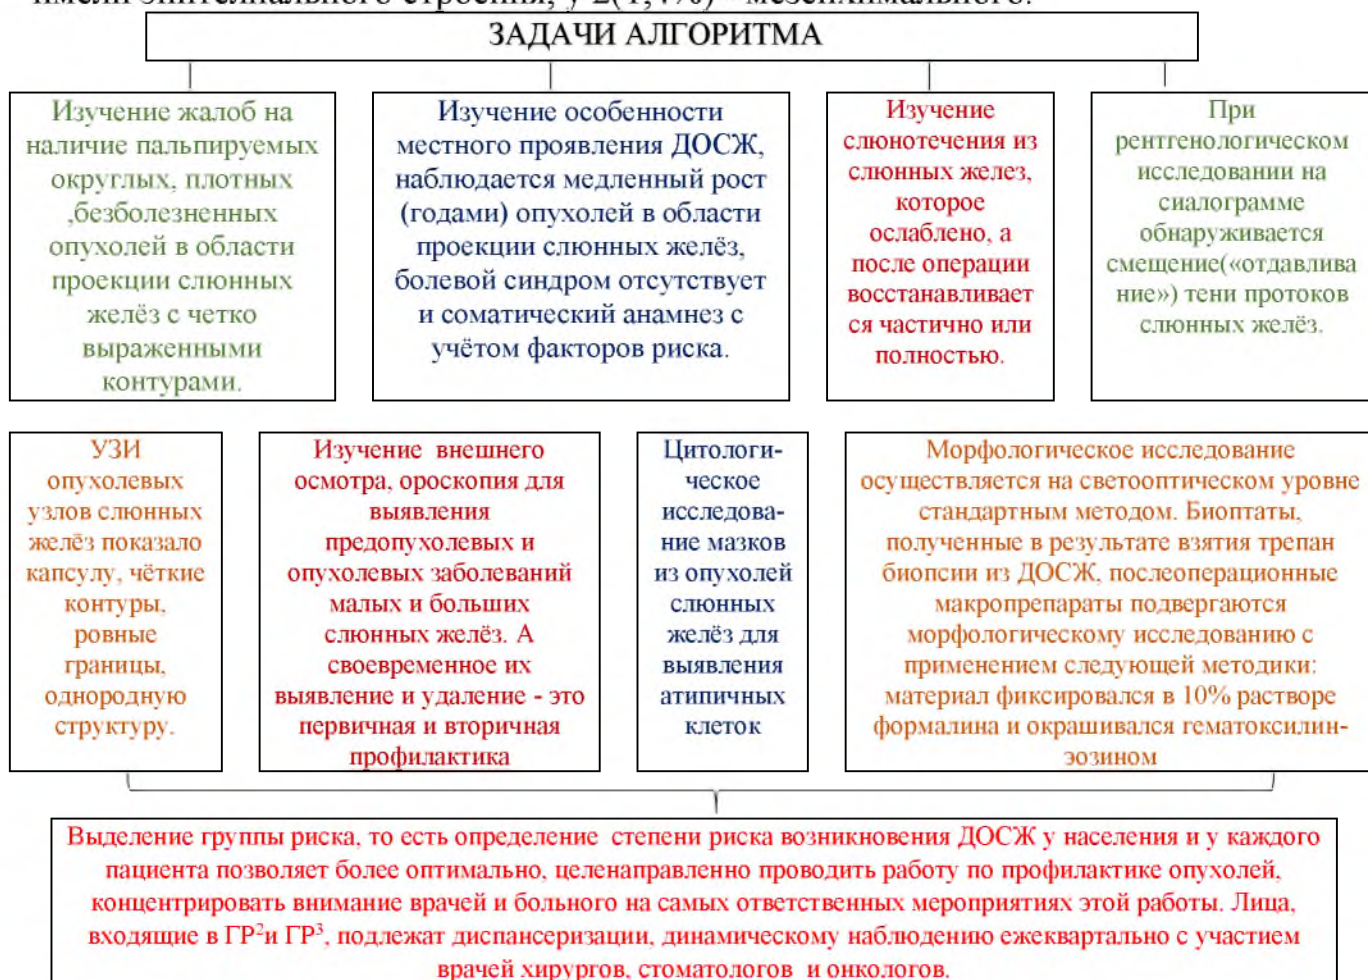 имели эпителиального строения, у 2(1,7%) - мезенхимального.
ЗАДАЧИ АЛГОРИТМА
Изучение жалоб на
наличие пальпируемых
округлых, плотных
,безболезненных
опухолей в области
проекции слюнных
желёз с четко
выраженными
контурами.
Изучение особенности
местного проявления ДОСЖ,
наблюдается медленный рост
(годами) опухолей в области
проекции слюнных желёз,
болевой синдром отсутствует
и соматический анамнез с
учётом факторов риска.
Изучение
слюнотечения из
слюнных желез,
которое
ослаблено, а
после операции
восстанавливает
ся частично или
полностью.
При
рентгенологическом
исследовании на
сиалограмме
обнаруживается
смещение(«отдавлива
ние») тени протоков
слюнных желёз.
УЗИ
опухолевых
узлов слюнных
желёз показало
капсулу, чёткие
контуры,
ровные
границы,
однородную
структуру.
Изучение внешнего
осмотра, ороскопия для
выявления
предопухолевых и
опухолевых заболеваний
малых и больших
слюнных желёз. А
своевременное их
выявление и удаление - это
первичная и вторичная
профилактика
Цитологи-
ческое
исследова-
ние мазков
из опухолей
слюнных
желёз для
выявления
атипичных
клеток
Морфологическое исследование
осуществляется на светооптическом уровне
стандартным методом. Биоптаты,
полученные в результате взятия трепан
биопсии из ДОСЖ, послеоперационные
макропрепараты подвергаются
морфологическому исследованию с
применением следующей методики:
материал фиксировался в 10% растворе
формалина и окрашивался гематоксилин-
эозином
Выделение группы риска, то есть определение степени риска возникновения ДОСЖ у населения и у каждого
пациента позволяет более оптимально, целенаправленно проводить работу по профилактике опухолей,
концентрировать внимание врачей и больного на самых ответственных мероприятиях этой работы. Лица,
входящие в ГР²и ГР³, подлежат диспансеризации, динамическому наблюдению ежеквартально с участием
врачей хирургов, стоматологов и онкологов.